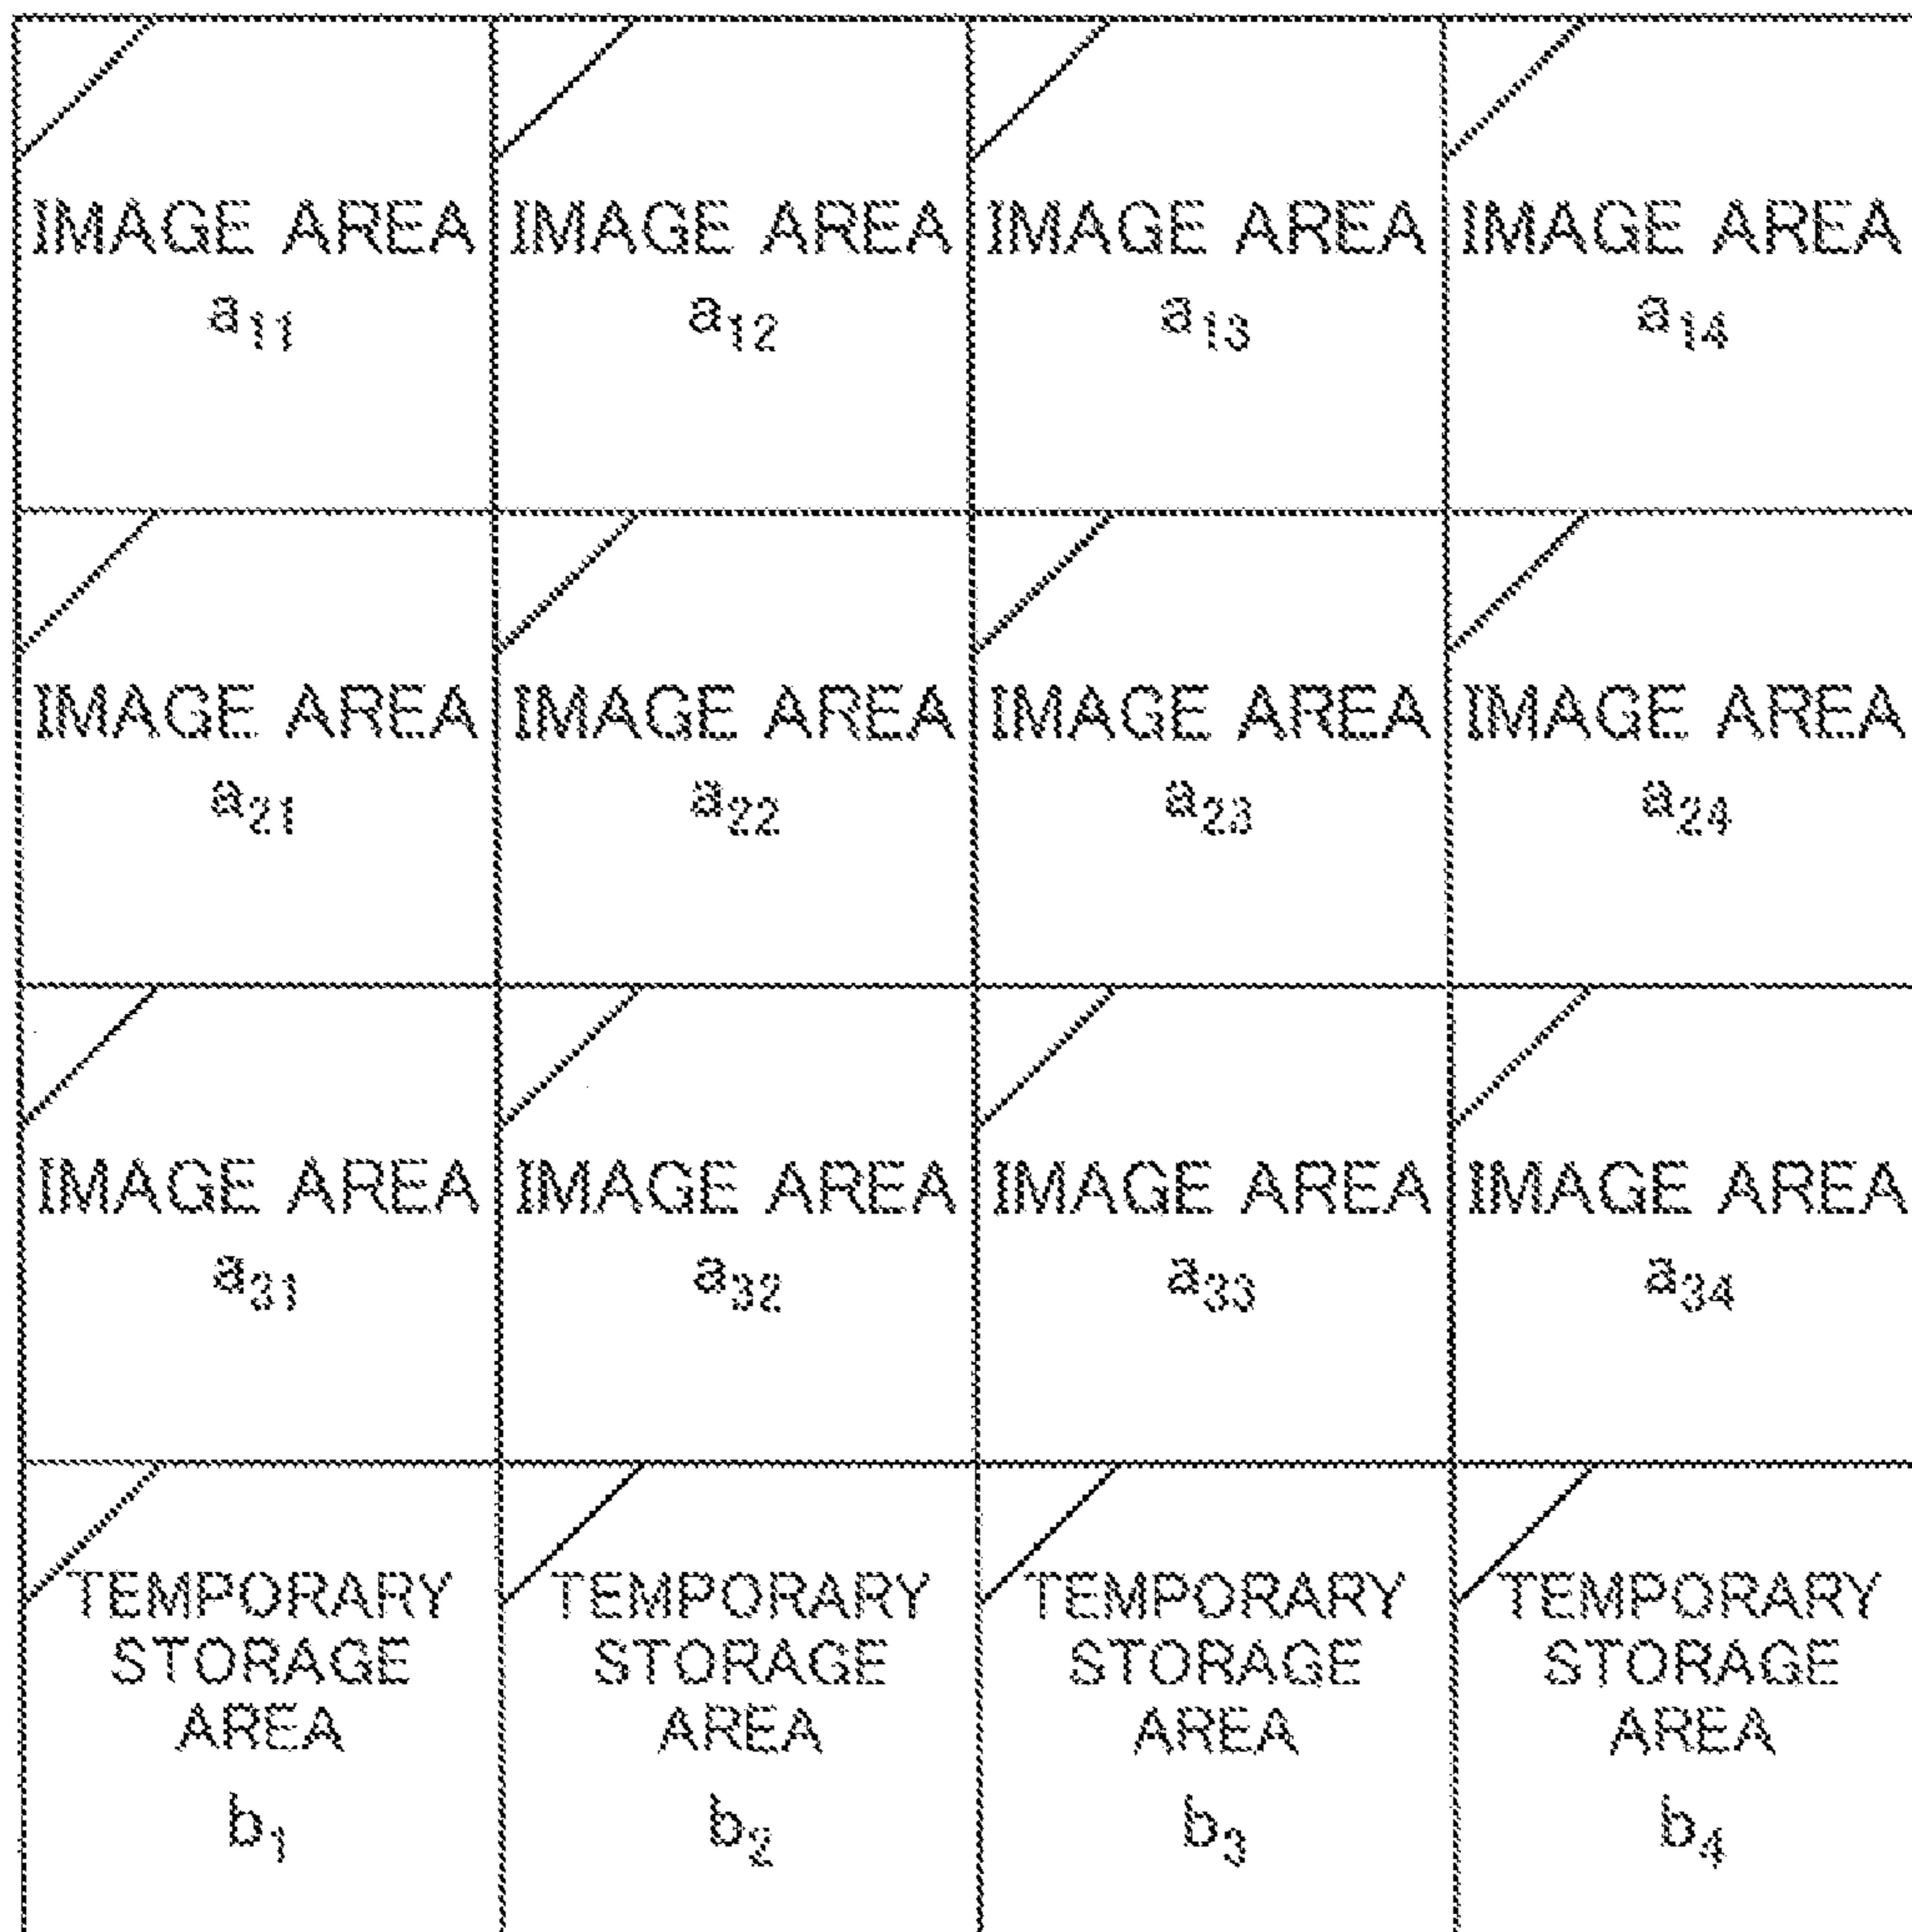 IMAGE AREA IMAGE AREA IMAGE AREA IMAGE AREA
a₁₁ a₁₂ a₁₃ a₁₄
IMAGE AREA IMAGE AREA IMAGE AREA IMAGE AREA
a₂₁ a₂₂ a₂₃ a₂₄
IMAGE AREA IMAGE AREA IMAGE AREA IMAGE AREA
a₃₁ a₃₂ a₃₃ a₃₄
TEMPORARY TEMPORARY TEMPORARY TEMPORARY
STORAGE STORAGE STORAGE STORAGE
AREA AREA AREA AREA
b₁ b₂ b₃ b₄